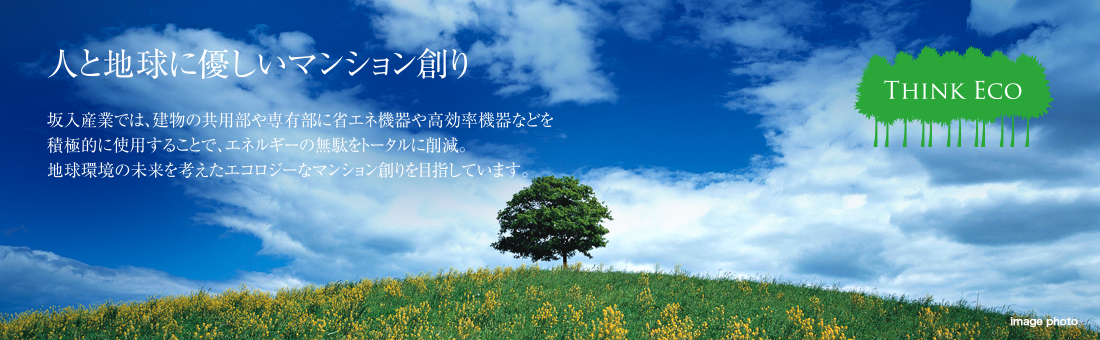 人と地球に優しいマンション創り
坂入産業では、建物の共用部や専有部に省エネ機器や高効率機器などを
積極的に使用することで、エネルギーの無駄をトータルに削減。
地球環境の未来を考えたエコロジーなマンション創りを目指しています。
THINK ECO
image photo